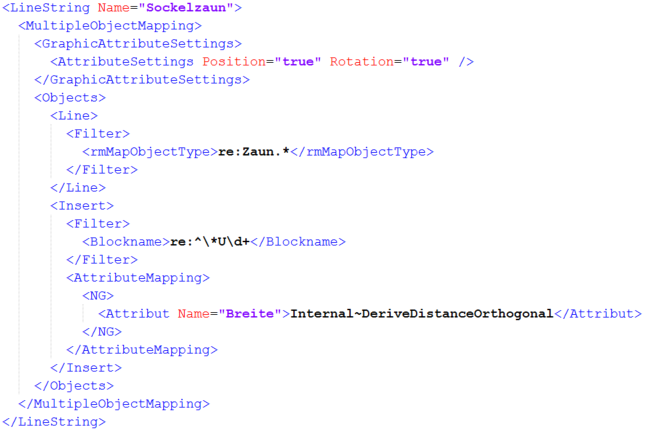 <LineString Name="Sockelzaun">
<MultipleObjectMapping>
<GraphicAttributeSettings>
<AttributeSettings Position="true" Rotation="true" />
</GraphicAttributeSettings>
<Objects>
<Line>
<Filter>
<rmMapObjectType>re:Zaun.*</rmMapObjectType>
</Filter>
</Line>
<Insert>
<Filter>
<Blockname>re:^\*U\d+</Blockname>
</Filter>
<AttributeMapping>
<NG>
<Attribut Name="Breite">Internal~DeriveDistanceOrthogonal</Attribut>
</NG>
</AttributeMapping>
</Insert>
</Objects>
</MultipleObjectMapping>
</LineString>